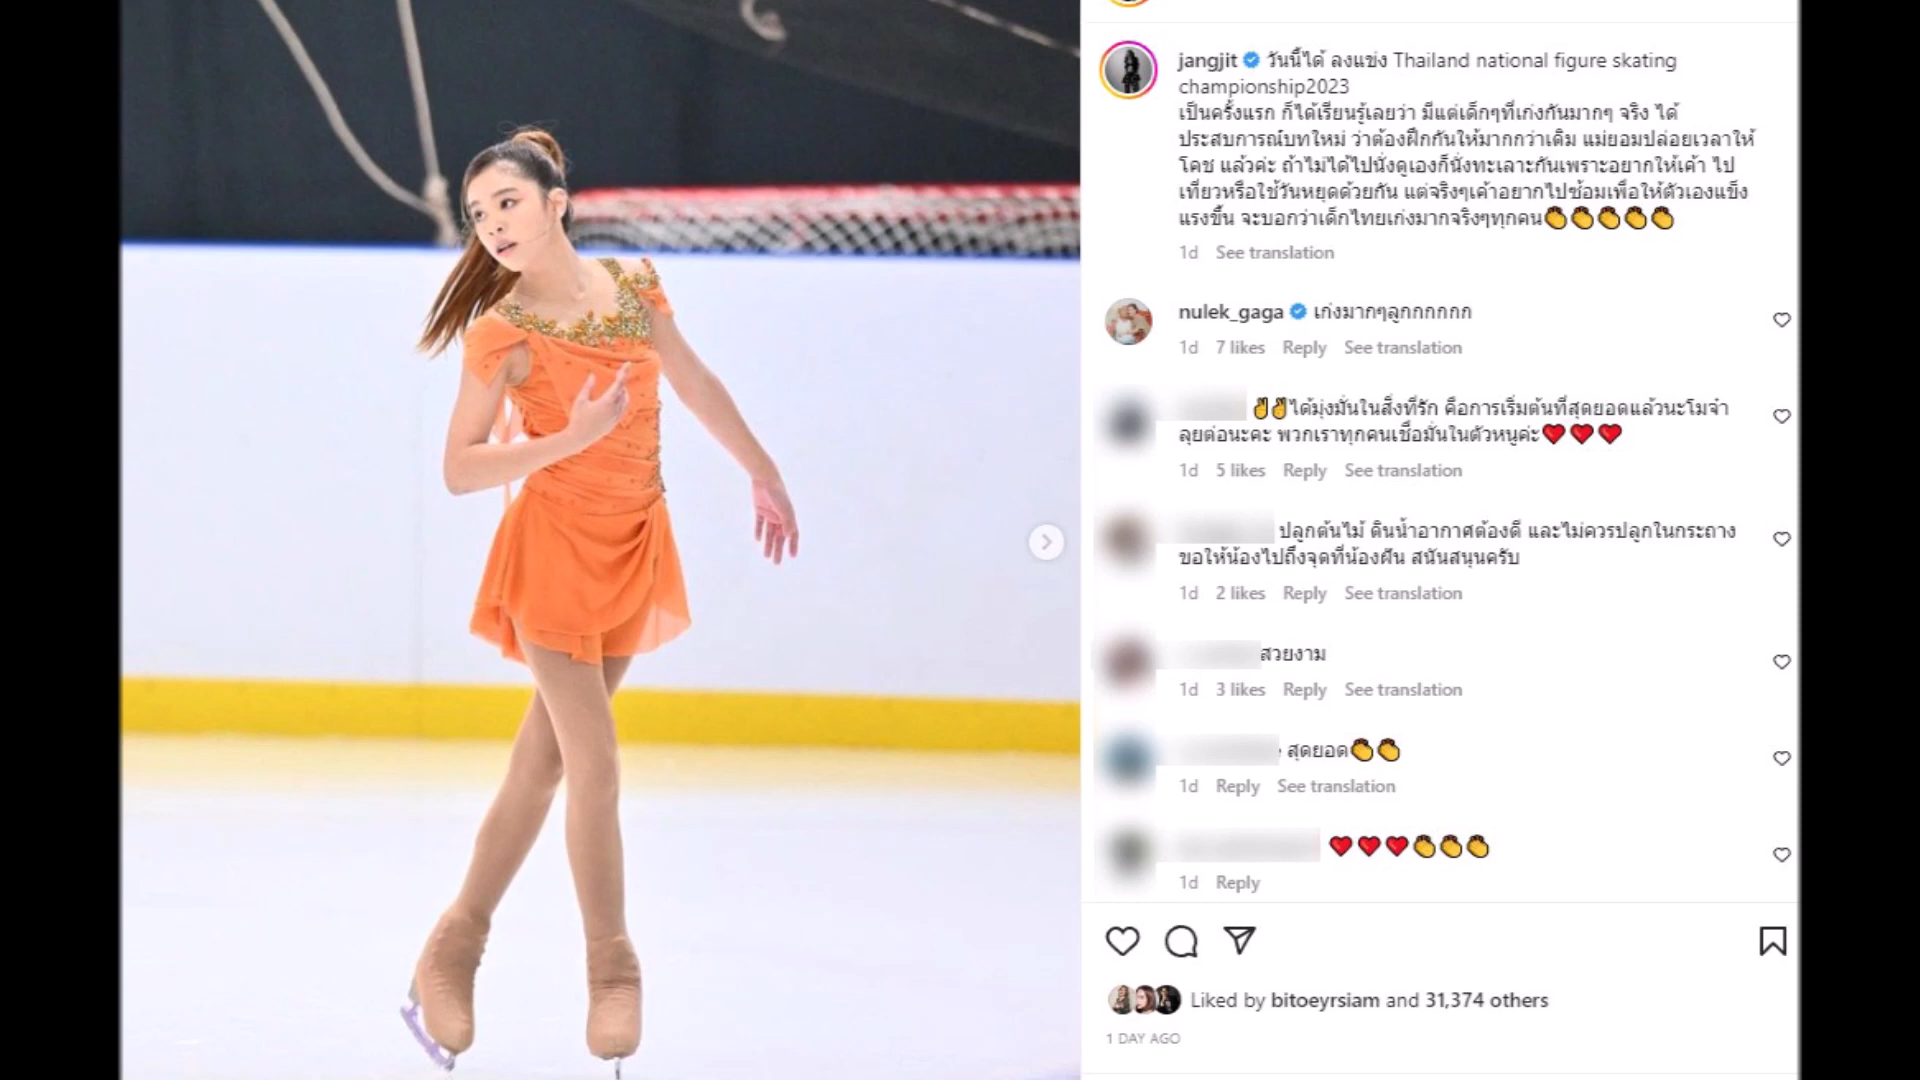 jangjit วันนี้ได้ ลงแข่ง Thailand national figure skating
championship2023
เป็นครั้งแรก ก็ได้เรียนรู้เลยว่า มีแต่เด็กๆที่เก่งกันมากๆ จริง ได้
ประสบการณ์บทใหม่ ว่าต้องฝึกกันให้มากกว่าเดิม แม่ยอมปล่อยเวลาให้
โคช แล้วค่ะ ถ้าไม่ได้ไปนั่งดูเองก็นั่งทะเลาะกันเพราะอยากให้เค้า ไป
เที่ยวหรือใช้วันหยุดด้วยกัน แต่จริงๆเค้าอยากไปซ้อมเพื่อให้ตัวเองแข็ง
แรงขึ้น จะบอกว่าเด็กไทยเก่งมากจริงๆทุกคน👏👏👏👏👏
1d See translation
nulek_gaga เก่งมากๆลูกกกกกก
1d 7 likes Reply See translation
✌✌ได้มุ่งมั่นในสิ่งที่รัก คือการเริ่มต้นที่สุดยอดแล้วนะโมจำ
ลุยต่อนะคะ พวกเราทุกคนเชื่อมั่นในตัวหนูค่ะ❤️❤️❤️
1d 5 likes Reply See translation
ปลูกต้นไม้ ดินน้ำอากาศต้องดี และไม่ควรปลูกในกระถาง
ขอให้น้องไปถึงจุดที่น้องฝัน สนันสนุนครับ
1d 2 likes Reply See translation
สวยงาม
1d 3 likes Reply See translation
สุดยอด👏👏
1d Reply See translation
❤️❤️❤️👏👏👏
1d Reply
Liked by bitoeyrsiam and 31,374 others
1 DAY AGO